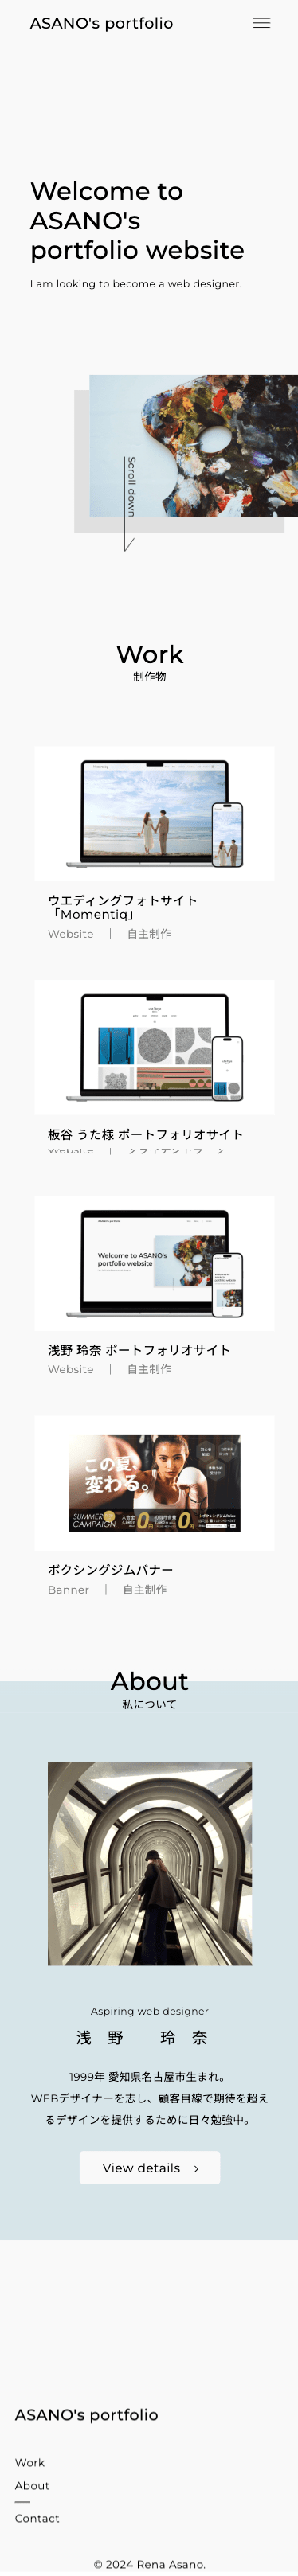 ASANO's portfolio
Welcome to
ASANO's
portfolio website
I am looking to become a web designer.
Scroll down
Work
制作物
ウエディングフォトサイト
「Momentiq」
Website ｜ 自主制作
板谷 うた様 ポートフォリオサイト
Website ｜
Welcome to ASANO's
portfolio website
浅野 玲奈 ポートフォリオサイト
Website ｜ 自主制作
この夏、
変わる。
SUMMER
CAMPAIGN
0円 0円
ボクシングジムバナー
Banner ｜ 自主制作
About
私について
Aspiring web designer
浅野 玲奈
1999年 愛知県名古屋市生まれ。
WEBデザイナーを志し、顧客目線で期待を超え
るデザインを提供するために日々勉強中。
View details
ASANO's portfolio
Work
About
Contact
© 2024 Rena Asano.